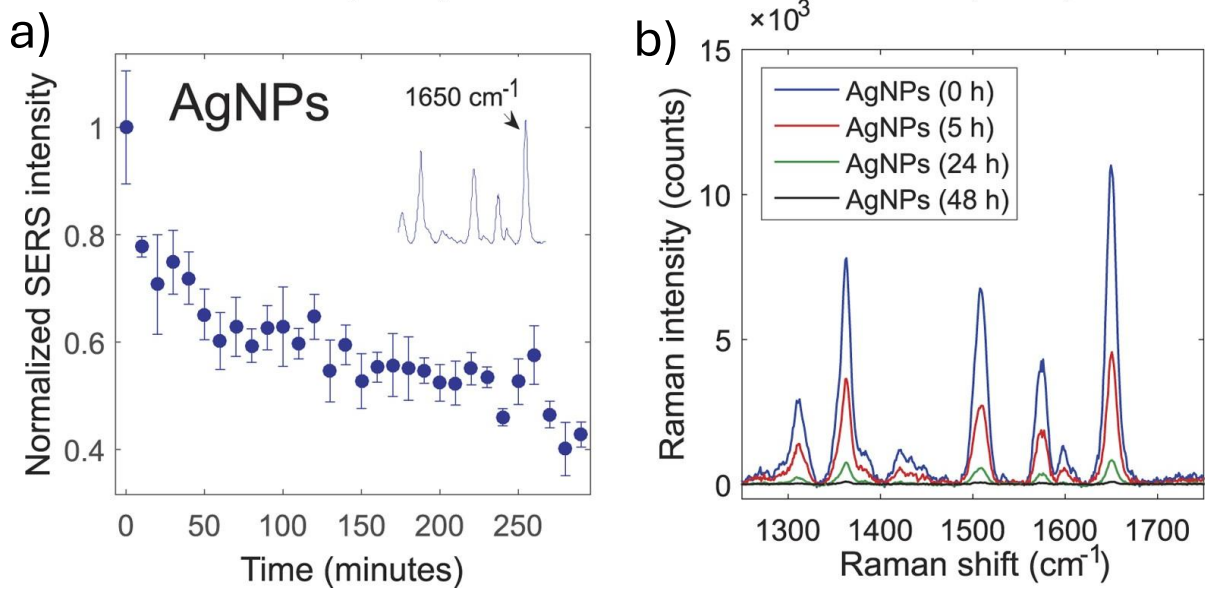 a)
AgNPs
1650 cm-1
Normalized SERS intensity
1
0.8
0.6
0.4
0 50 100 150 200 250
Time (minutes)
b)
×10³
15
10
5
0
AgNPs (0 h)
AgNPs (5 h)
AgNPs (24 h)
AgNPs (48 h)
Raman intensity (counts)
1300 1400 1500 1600 1700
Raman shift (cm-1)